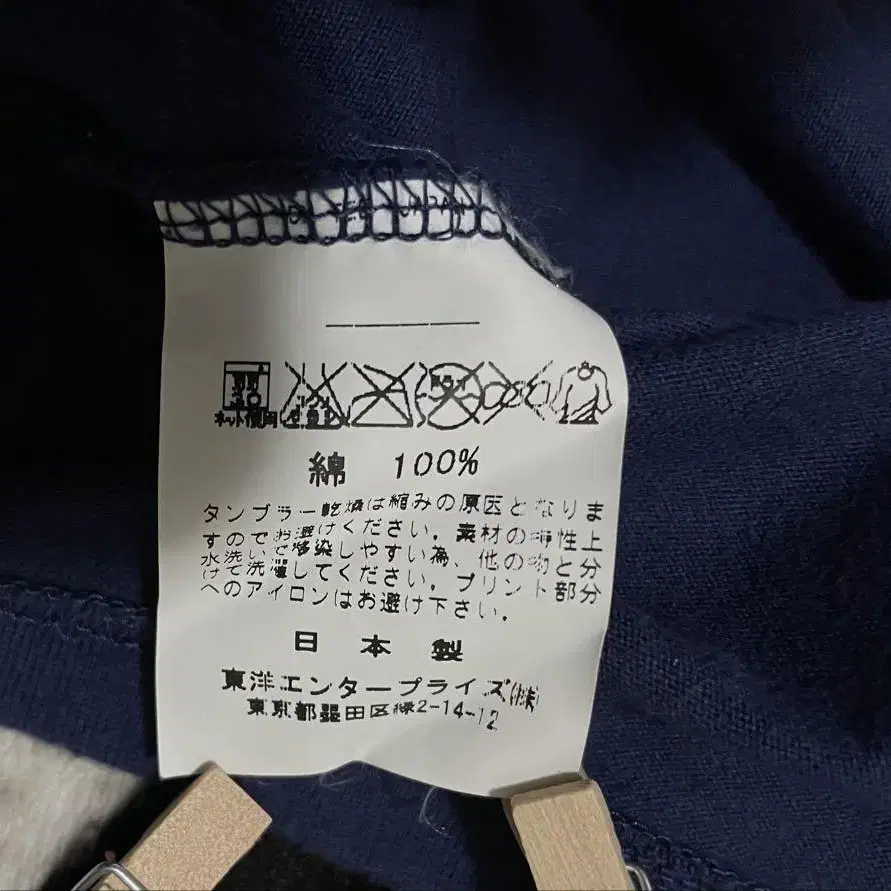 ネット使用
綿 100%
タンブラー乾燥は縮みの原因となりま
すのでお避けください。素材の特性上
水洗いで移染しやすい為、他の物と分
けて洗濯してください。プリント部分
へのアイロンはお避け下さい。
日本製
東洋エンタープライズ(株)
東京都墨田区緑2-14-12